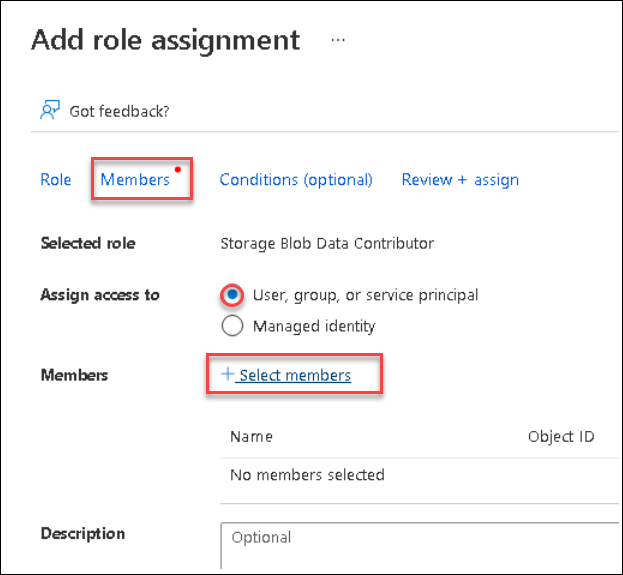 Add role assignment ...
Got feedback?
Role Members Conditions (optional) Review + assign
Selected role Storage Blob Data Contributor
Assign access to User, group, or service principal
Managed identity
Members + Select members
Name Object ID
No members selected
Description Optional